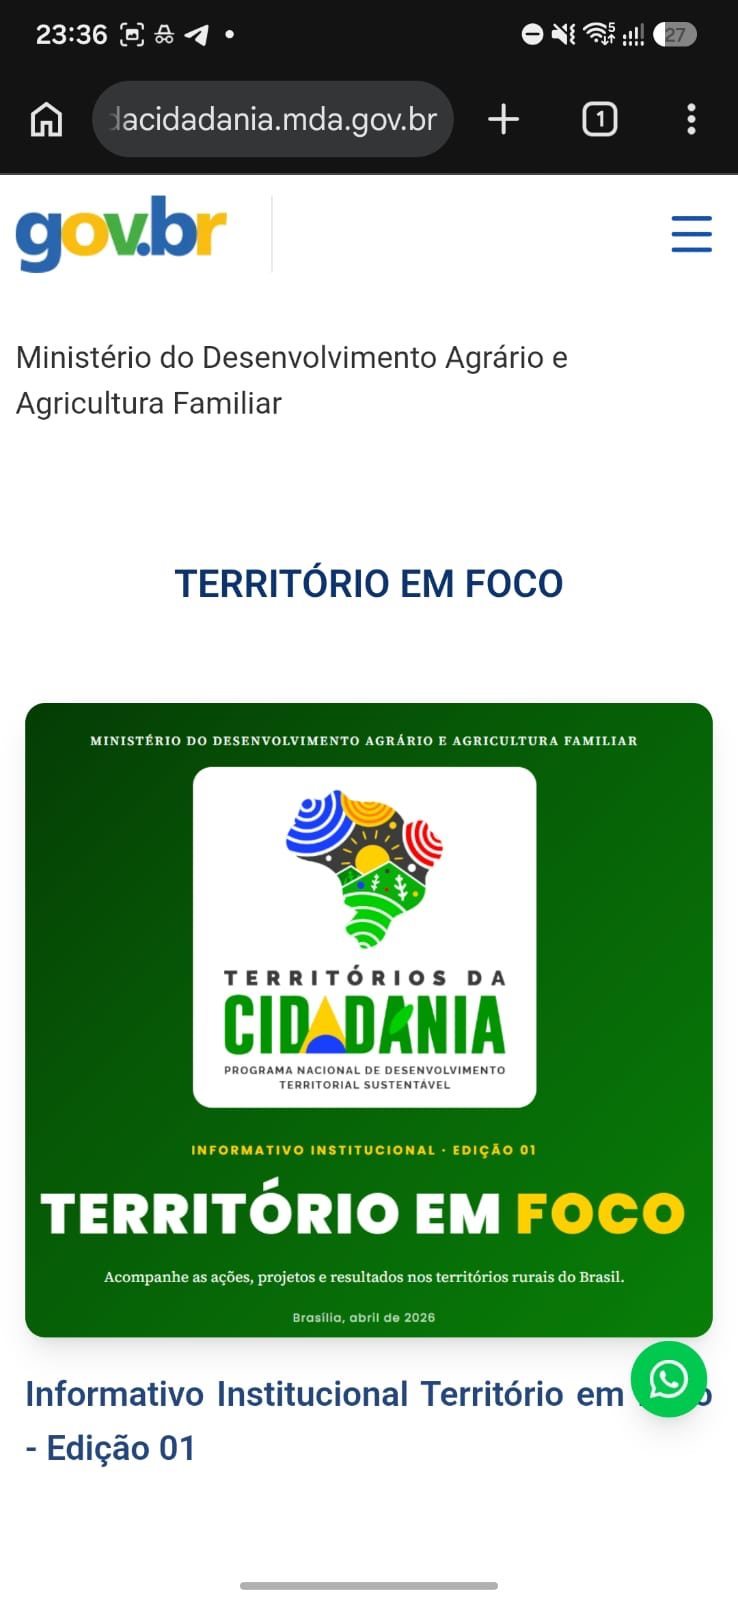 23:36
5
27
dacidadania.mda.gov.br
1
gov.br
Ministério do Desenvolvimento Agrário e
Agricultura Familiar
TERRITÓRIO EM FOCO
MINISTÉRIO DO DESENVOLVIMENTO AGRÁRIO E AGRICULTURA FAMILIAR
TERRITÓRIOS DA
CIDADANIA
PROGRAMA NACIONAL DE DESENVOLVIMENTO
TERRITORIAL SUSTENTÁVEL
INFORMATIVO INSTITUCIONAL · EDIÇÃO 01
TERRITÓRIO EM FOCO
Acompanhe as ações, projetos e resultados nos territórios rurais do Brasil.
Brasília, abril de 2026
Informativo Institucional Território em
- Edição 01